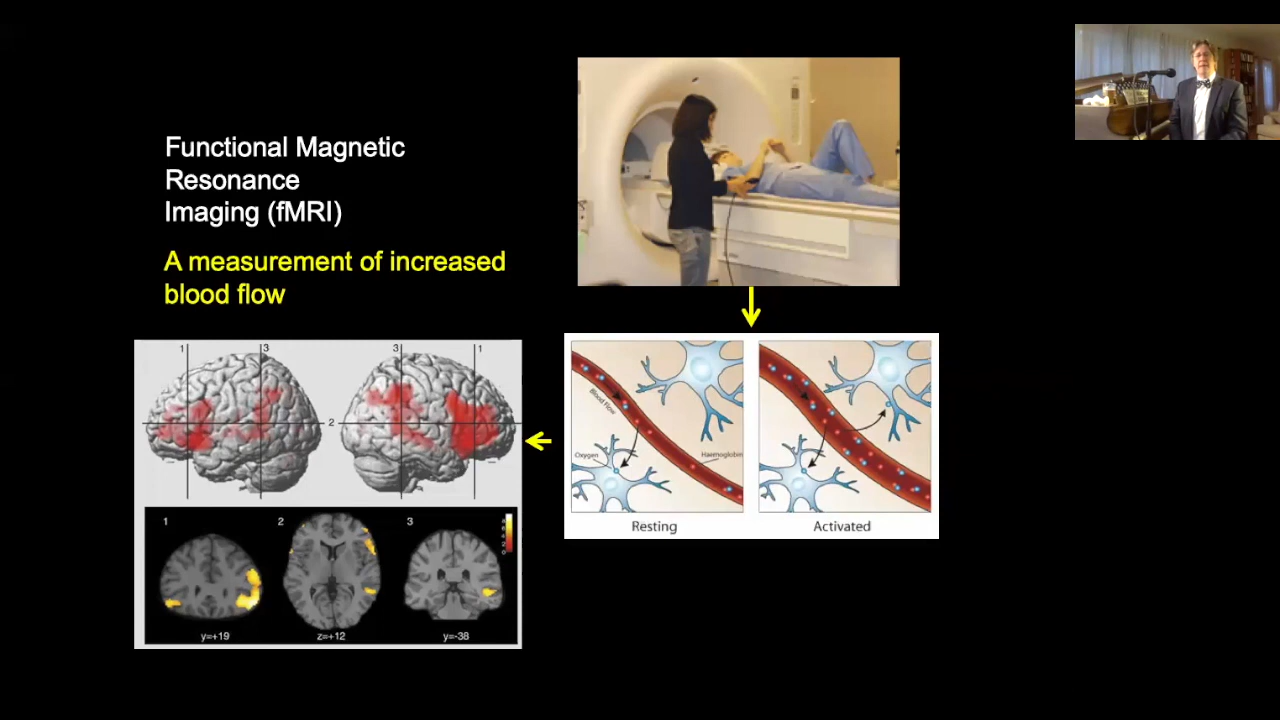 Functional Magnetic
Resonance
Imaging (fMRI)
A measurement of increased
blood flow
1
3
3
1
2
Blood Flow
Oxygen
Haemoglobin
Resting
Activated
1
2
3
y=+19
z=+12
y=-38